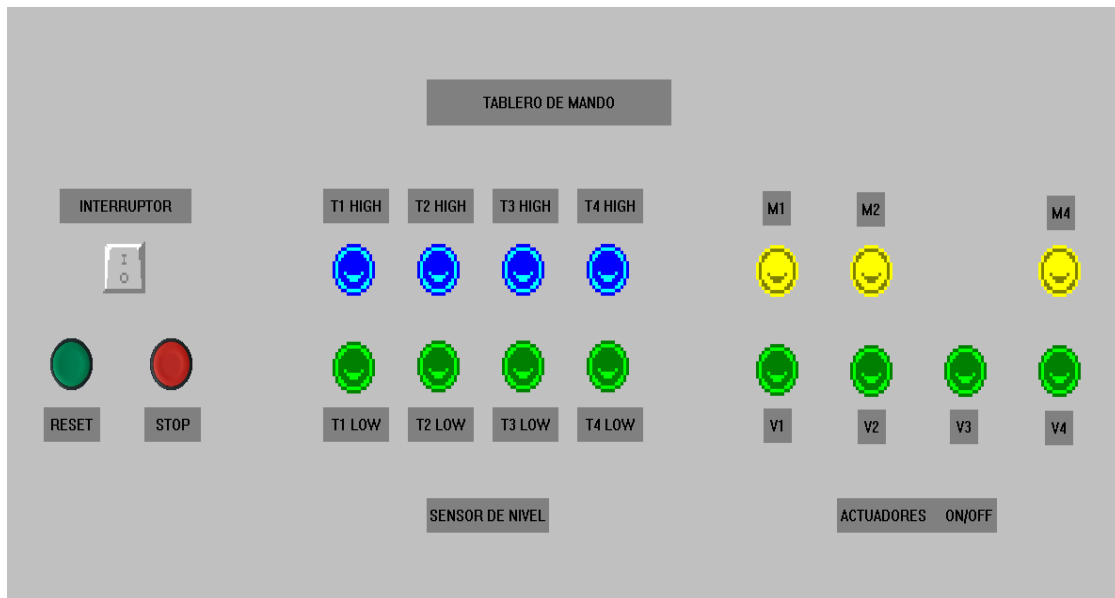 TABLERO DE MANDO
INTERRUPTOR
T1 HIGH
T2 HIGH
T3 HIGH
T4 HIGH
M1
M2
M4
I
O
RESET
STOP
T1 LOW
T2 LOW
T3 LOW
T4 LOW
V1
V2
V3
V4
SENSOR DE NIVEL
ACTUADORES ON/OFF